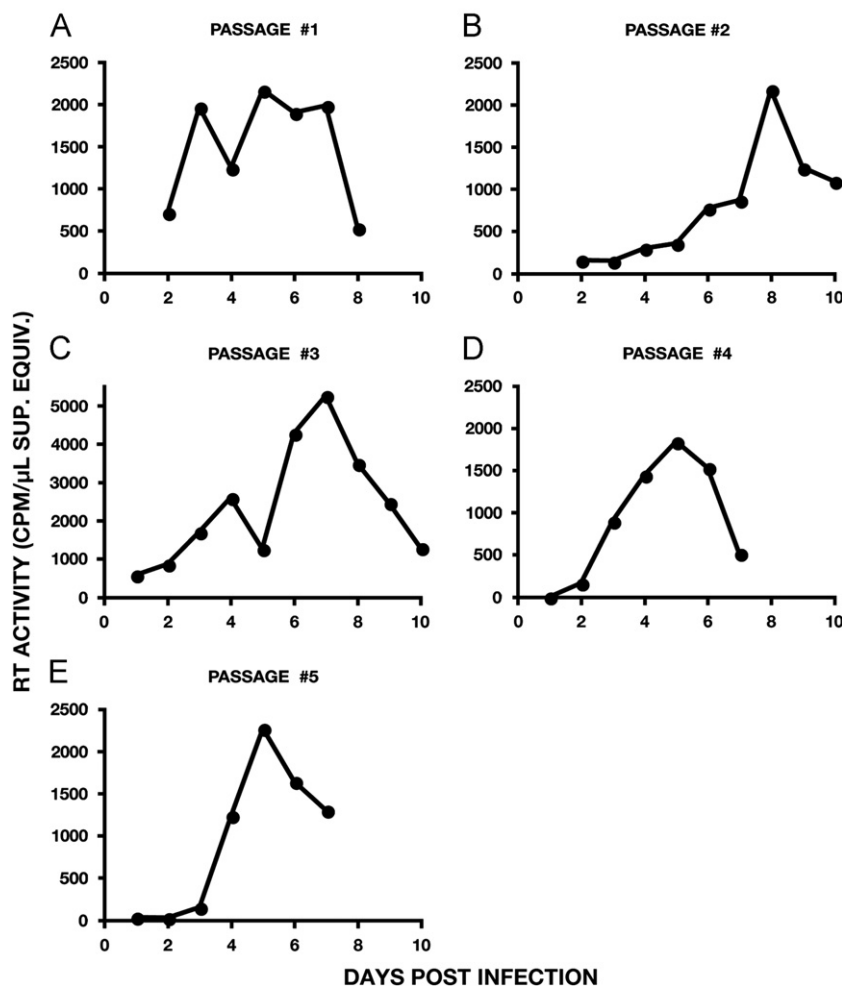 A
PASSAGE #1
2500
2000
1500
1000
500
0
0 2 4 6 8 10
B
PASSAGE #2
2500
2000
1500
1000
500
0
0 2 4 6 8 10
C
PASSAGE #3
5000
4000
3000
2000
1000
0
0 2 4 6 8 10
D
PASSAGE #4
2500
2000
1500
1000
500
0
0 2 4 6 8 10
E
PASSAGE #5
2500
2000
1500
1000
500
0
0 2 4 6 8 10
RT ACTIVITY (CPM/µL SUP. EQUIV.)
DAYS POST INFECTION